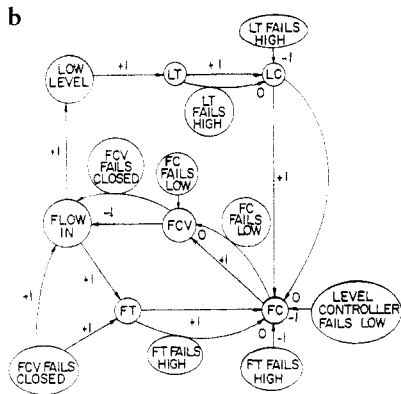 b
LT FAILS
HIGH
-1
LOW
LEVEL
+1
LT
+1
LC
0
LT
FAILS
HIGH
FCV
FAILS
CLOSED
FC
FAILS
LOW
FC
FAILS
LOW
+1
+1
0
FLOW
IN
-1
FCV
0
+1
+1
FT
+1
FC
0
-1
0
-1
LEVEL
CONTROLLER
FAILS LOW
+1
+1
FCV FAILS
CLOSED
FT FAILS
HIGH
FT FAILS
HIGH